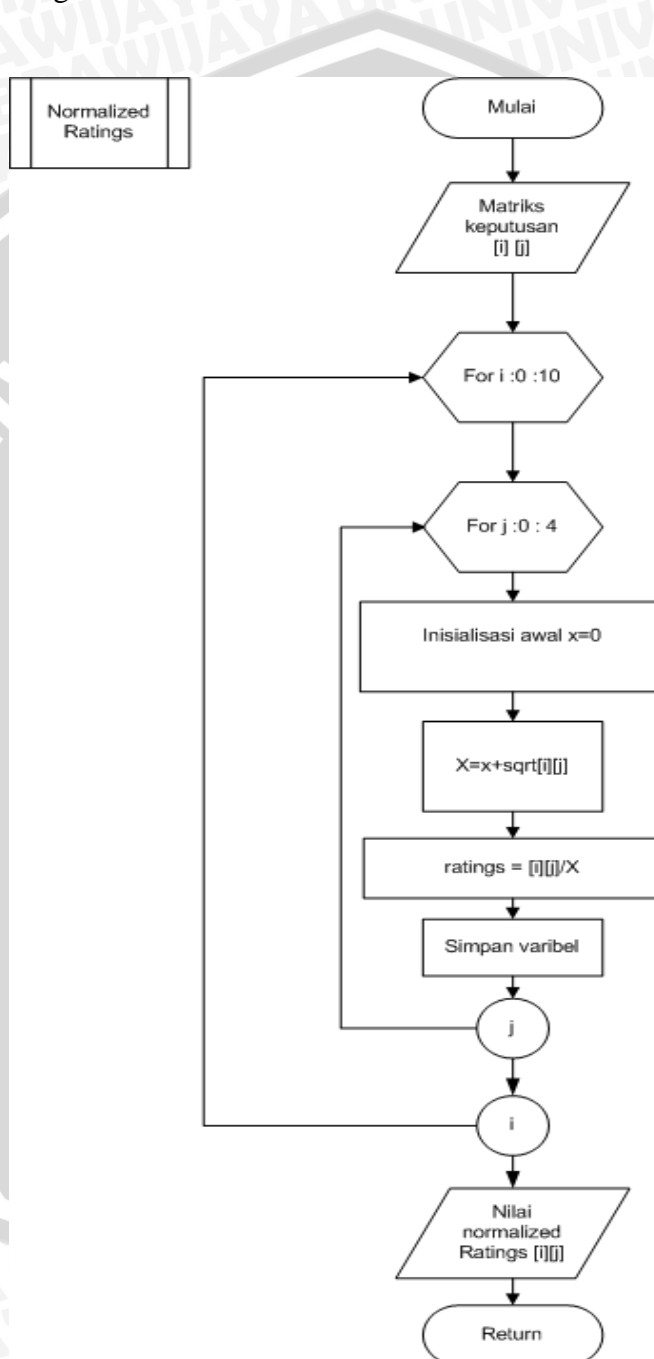 Normalized
Ratings
Mulai
Matriks
keputusan
[i] [j]
For i :0 :10
For j :0 : 4
Inisialisasi awal x=0
X=x+sqrt[i][j]
ratings = [i][j]/X
Simpan varibel
j
i
Nilai
normalized
Ratings [i][j]
Return